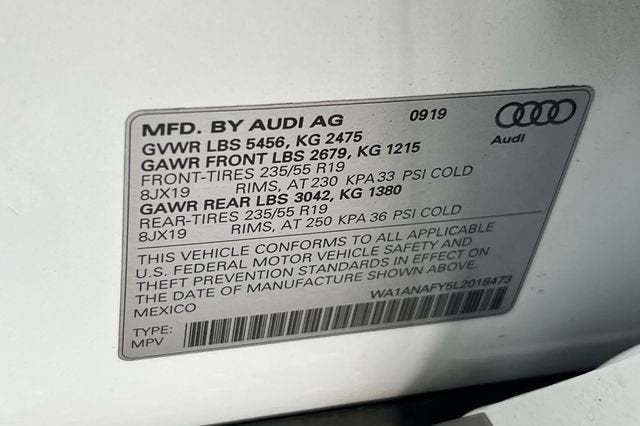 MFD. BY AUDI AG 0919
Audi
GVWR LBS 5456, KG 2475
GAWR FRONT LBS 2679, KG 1215
FRONT-TIRES 235/55 R19
8JX19 RIMS, AT 230 KPA 33 PSI COLD
GAWR REAR LBS 3042, KG 1380
REAR-TIRES 235/55 R19
8JX19 RIMS, AT 250 KPA 36 PSI COLD
THIS VEHICLE CONFORMS TO ALL APPLICABLE
U.S. FEDERAL MOTOR VEHICLE SAFETY AND
THEFT PREVENTION STANDARDS IN EFFECT ON
THE DATE OF MANUFACTURE SHOWN ABOVE.
MEXICO WA1ANAFY5L2018473
TYPE:
MPV